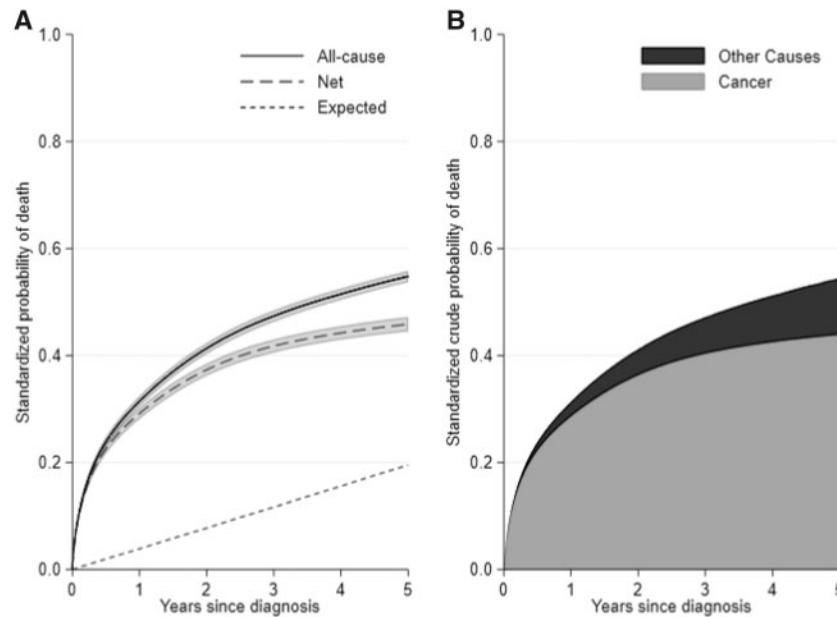 A
Standardized probability of death
1.0
0.8
0.6
0.4
0.2
0.0
All-cause
Net
Expected
0 1 2 3 4 5
Years since diagnosis
B
Standardized crude probability of death
1.0
0.8
0.6
0.4
0.2
0.0
Other Causes
Cancer
0 1 2 3 4 5
Years since diagnosis